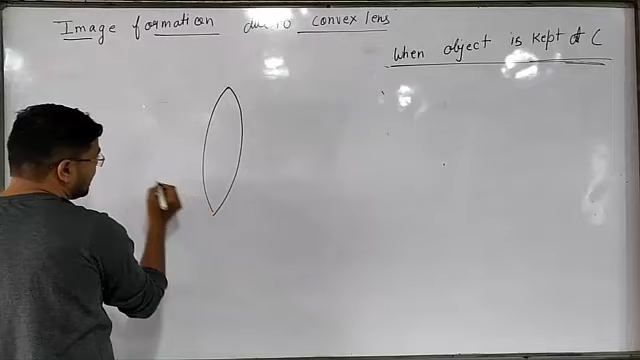 Image formation due to convex lens
When object is kept at C